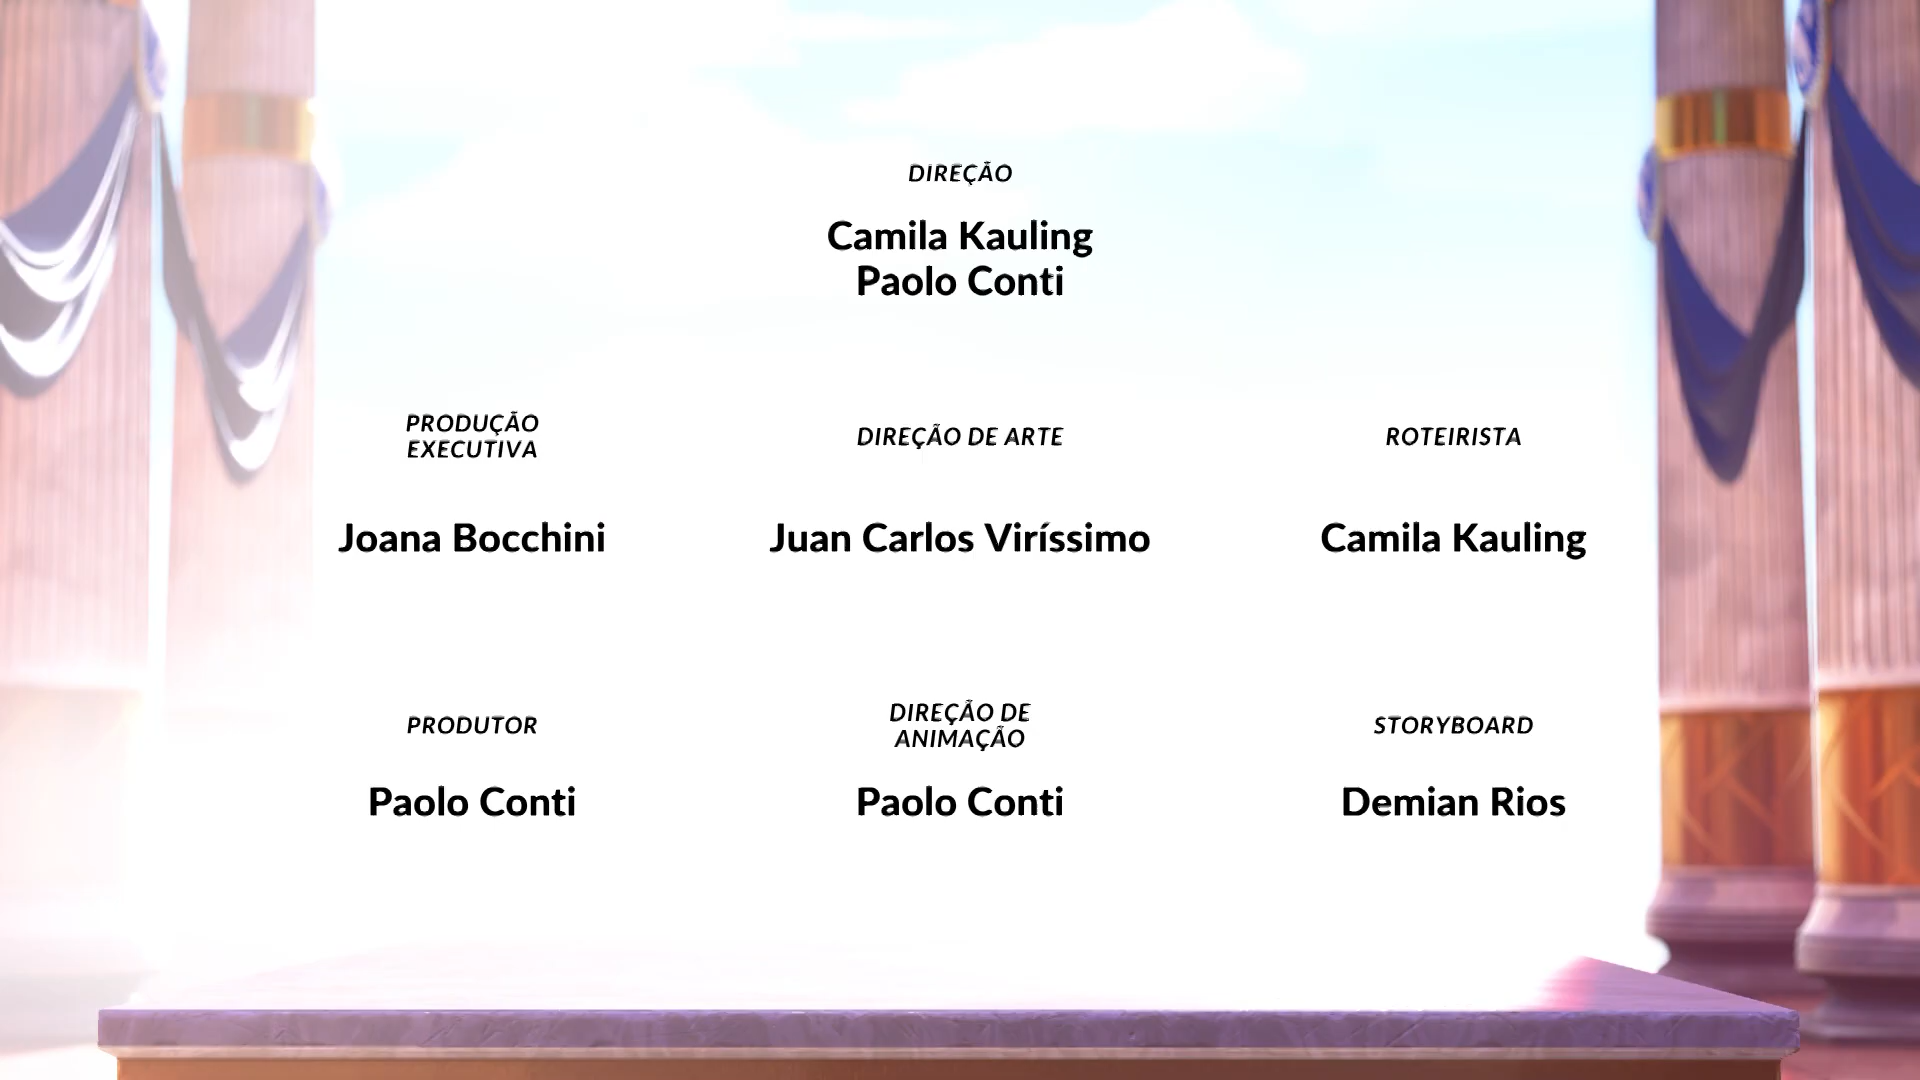 DIREÇÃO
Camila Kauling
Paolo Conti
PRODUÇÃO
EXECUTIVA
Joana Bocchini
DIREÇÃO DE ARTE
Juan Carlos Viríssimo
ROTEIRISTA
Camila Kauling
PRODUTOR
Paolo Conti
DIREÇÃO DE
ANIMAÇÃO
Paolo Conti
STORYBOARD
Demian Rios